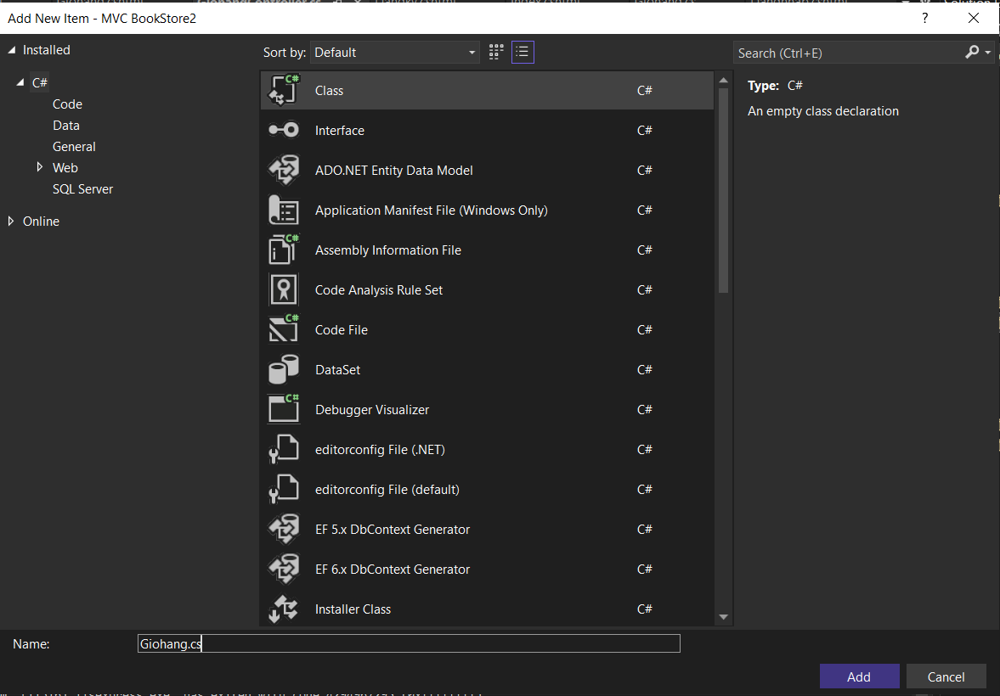 Add New Item - MVC BookStore2
?
Installed
C#
Code
Data
General
Web
SQL Server
Online
Sort by: Default
Search (Ctrl+E)
Class C#
Interface C#
ADO.NET Entity Data Model C#
Application Manifest File (Windows Only) C#
Assembly Information File C#
Code Analysis Rule Set C#
Code File C#
DataSet C#
Debugger Visualizer C#
editorconfig File (.NET) C#
editorconfig File (default) C#
EF 5.x DbContext Generator C#
EF 6.x DbContext Generator C#
Installer Class C#
Type: C#
An empty class declaration
Name: Giohang.cs
Add Cancel